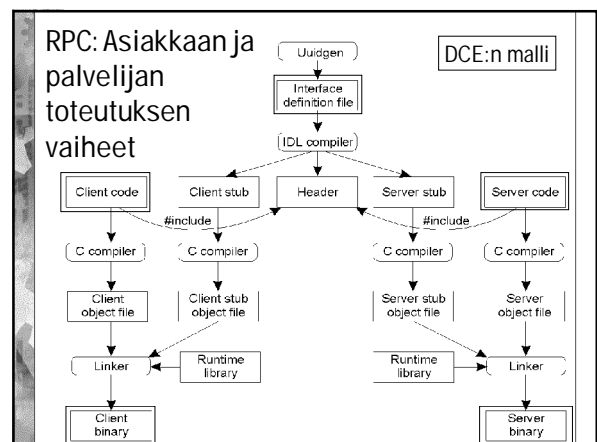 RPC: Asiakkaan ja
palvelijan
toteutuksen
vaiheet
DCE:n malli
Uuidgen
Interface
definition file
IDL compiler
Client code
Client stub
Header
Server stub
Server code
#include
#include
C compiler
C compiler
C compiler
C compiler
Client
object file
Client stub
object file
Server stub
object file
Server
object file
Linker
Runtime
library
Runtime
library
Linker
Client
binary
Server
binary